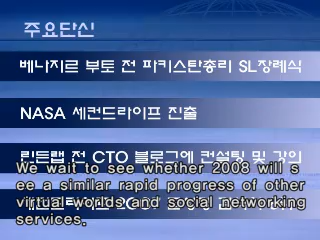 주요단신
베나지르 부토 전 파키스탄총리 SL장례식
NASA 세컨드라이프 진출
린든랩 전 CTO 블로그에 컨설팅 및 강의
We wait to see whether 2008 will s
ee a similar rapid progress of other
virtual worlds and social networking
services.